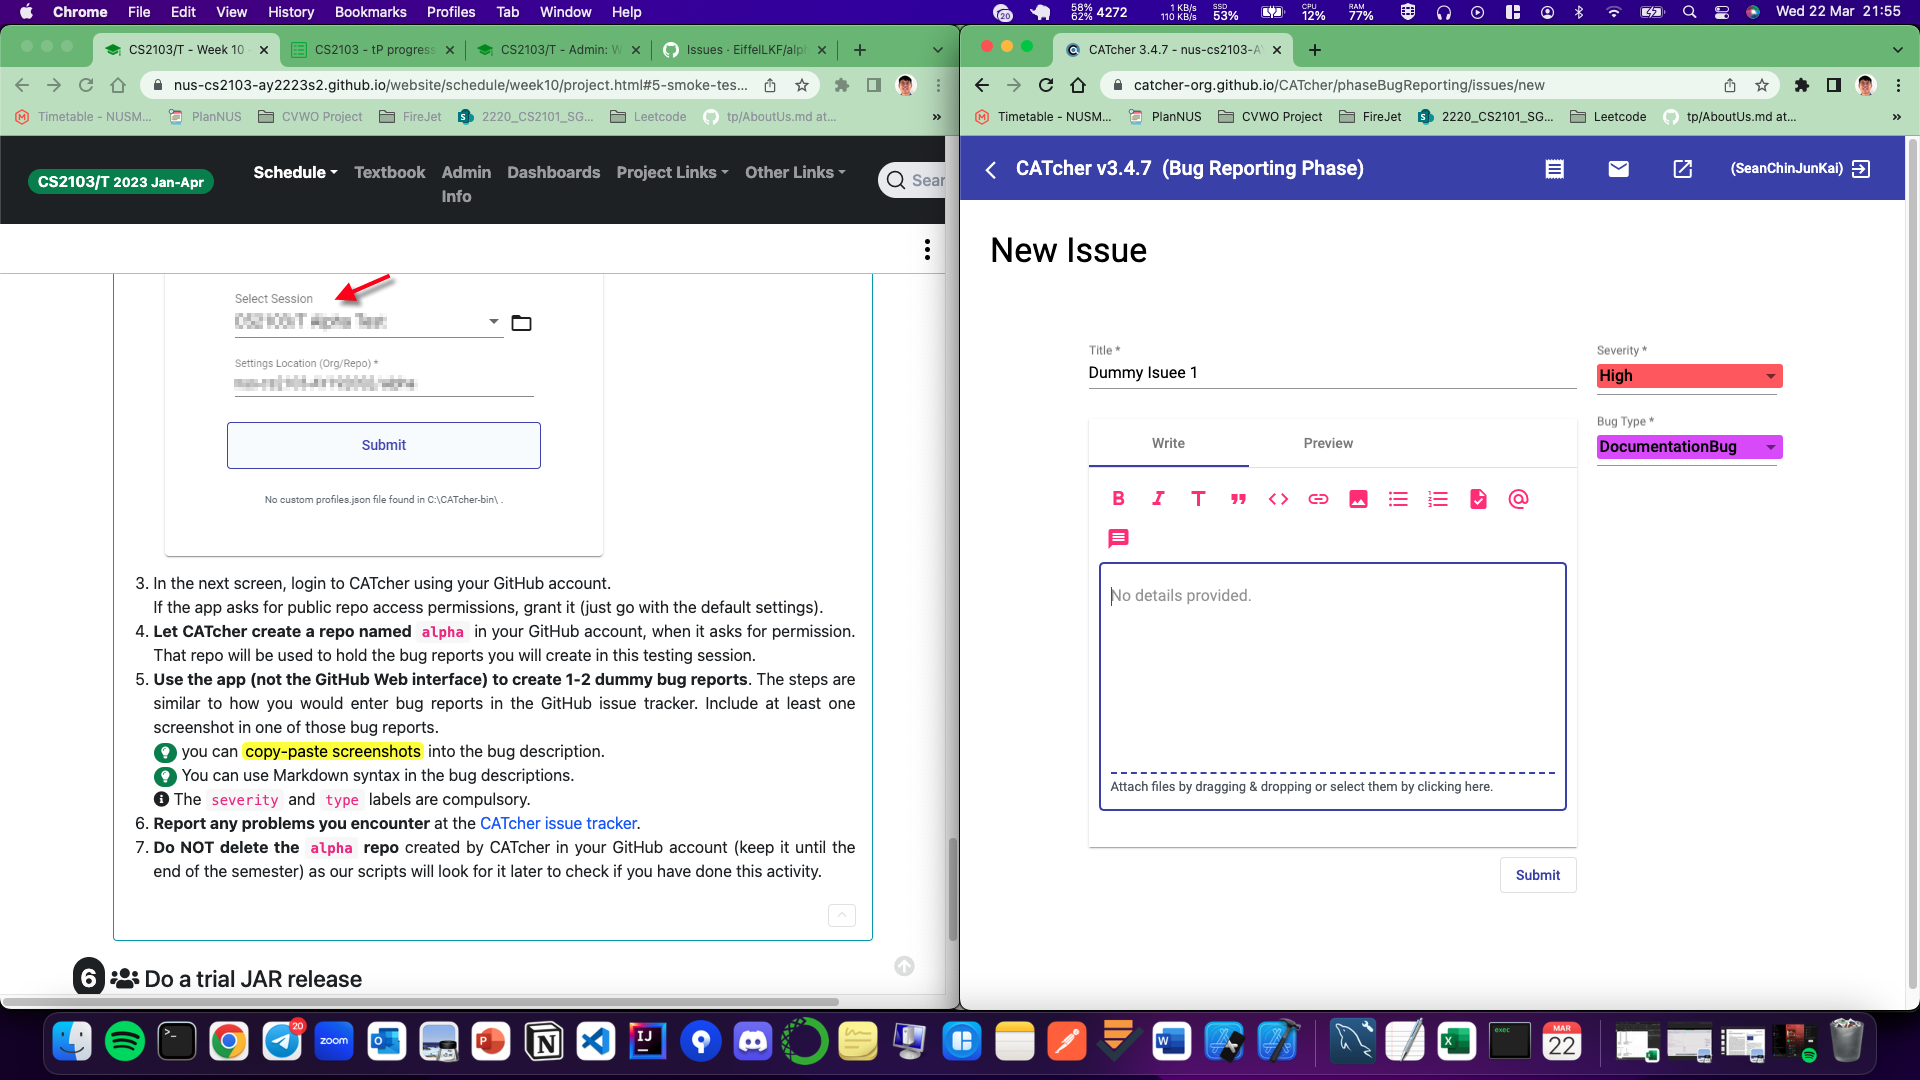 Chrome File Edit View History Bookmarks Profiles Tab Window Help
20
58% 62% 4272
1 KB/s 110 KB/s
SSD 53%
CPU 12%
RAM 77%
Wed 22 Mar 21:55
CS2103/T - Week 10
CS2103 - tP progres
CS2103/T - Admin: W
Issues · EiffelLKF/alp
nus-cs2103-ay2223s2.github.io/website/schedule/week10/project.html#5-smoke-tes...
Timetable - NUSM... PlanNUS CVWO Project FireJet 2220_CS2101_SG... Leetcode tp/AboutUs.md at... »
CS2103/T 2023 Jan-Apr
Schedule Textbook Admin Info Dashboards Project Links Other Links Sear
Select Session
CS2103/T Alpha Test
Settings Location (Org/Repo) *
Submit
No custom profiles.json file found in C:\CATcher-bin\ .
3. In the next screen, login to CATcher using your GitHub account.
If the app asks for public repo access permissions, grant it (just go with the default settings).
4. Let CATcher create a repo named alpha in your GitHub account, when it asks for permission.
That repo will be used to hold the bug reports you will create in this testing session.
5. Use the app (not the GitHub Web interface) to create 1-2 dummy bug reports. The steps are
similar to how you would enter bug reports in the GitHub issue tracker. Include at least one
screenshot in one of those bug reports.
you can copy-paste screenshots into the bug description.
You can use Markdown syntax in the bug descriptions.
The severity and type labels are compulsory.
6. Report any problems you encounter at the CATcher issue tracker.
7. Do NOT delete the alpha repo created by CATcher in your GitHub account (keep it until the
end of the semester) as our scripts will look for it later to check if you have done this activity.
6 Do a trial JAR release
CATcher 3.4.7 - nus-cs2103-AY
catcher-org.github.io/CATcher/phaseBugReporting/issues/new
Timetable - NUSM... PlanNUS CVWO Project FireJet 2220_CS2101_SG... Leetcode tp/AboutUs.md at... »
CATcher v3.4.7 (Bug Reporting Phase)
(SeanChinJunKai)
New Issue
Title *
Dummy Isuee 1
Severity *
High
Bug Type *
DocumentationBug
Write Preview
No details provided.
Attach files by dragging & dropping or select them by clicking here.
Submit
20
zoom
IJ
exec
MAR
22